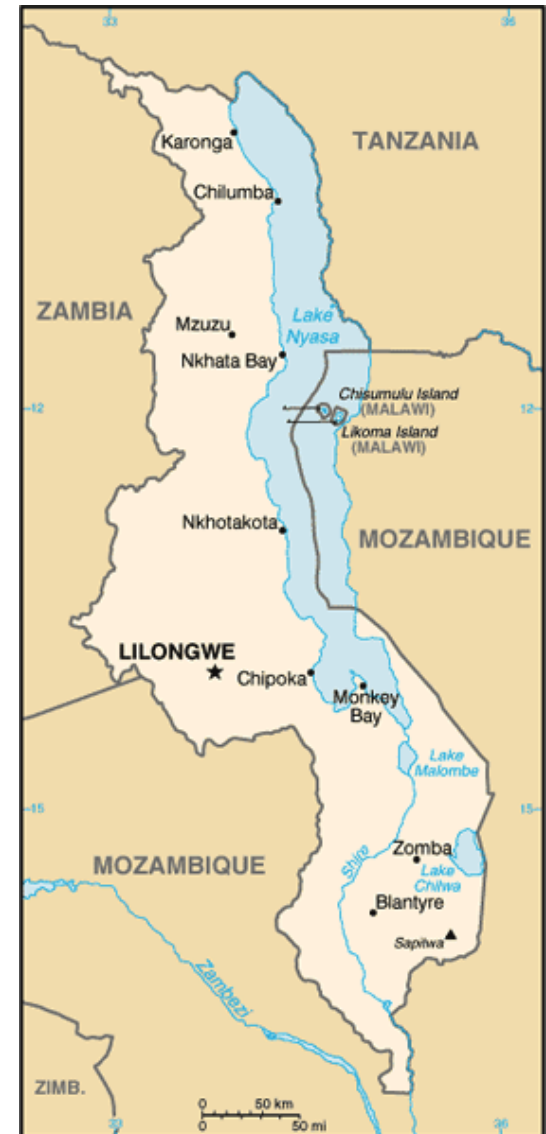 33
35
Karonga
TANZANIA
Chilumba
ZAMBIA
Lake
Nyasa
Mzuzu
Nkhata Bay
Chisumulu Island
(MALAWI)
12
12
Likoma Island
(MALAWI)
Nkhotakota
MOZAMBIQUE
LILONGWE
Chipoka
Monkey
Bay
Lake
Malombe
15
15
Shire
Zomba
MOZAMBIQUE
Lake
Chilwa
Blantyre
Sapitwa
Zambezi
ZIMB.
0 50 km
0 50 mi
33
35